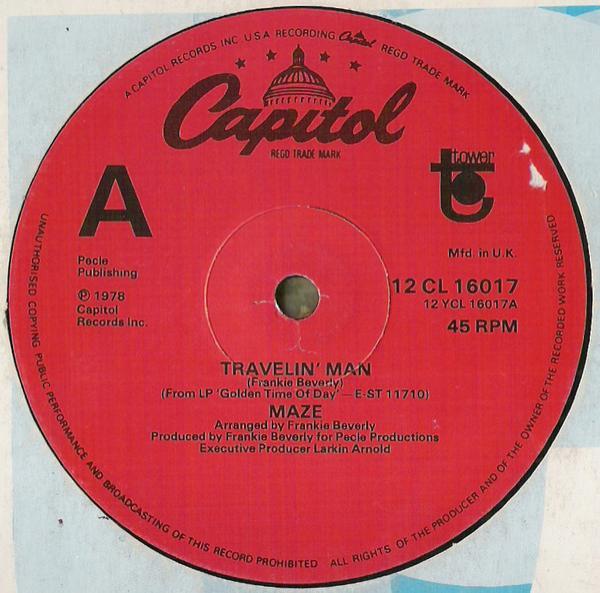 A CAPITOL RECORDS INC USA RECORDING Capitol REGD TRADE MARK
Capitol
REGD TRADE MARK
A
tower
t
Mfd. in U.K.
Pecle
Publishing
℗ 1978
Capitol
Records Inc.
12 CL 16017
12 YCL 16017A
45 RPM
TRAVELIN' MAN
(Frankie Beverly)
(From LP 'Golden Time Of Day' – E-ST 11710)
MAZE
Arranged by Frankie Beverly
Produced by Frankie Beverly for Pecle Productions
Executive Producer Larkin Arnold
UNAUTHORISED COPYING PUBLIC PERFORMANCE AND BROADCASTING OF THIS RECORD PROHIBITED ALL RIGHTS OF THE PRODUCER AND OF THE OWNER OF THE RECORDED WORK RESERVED